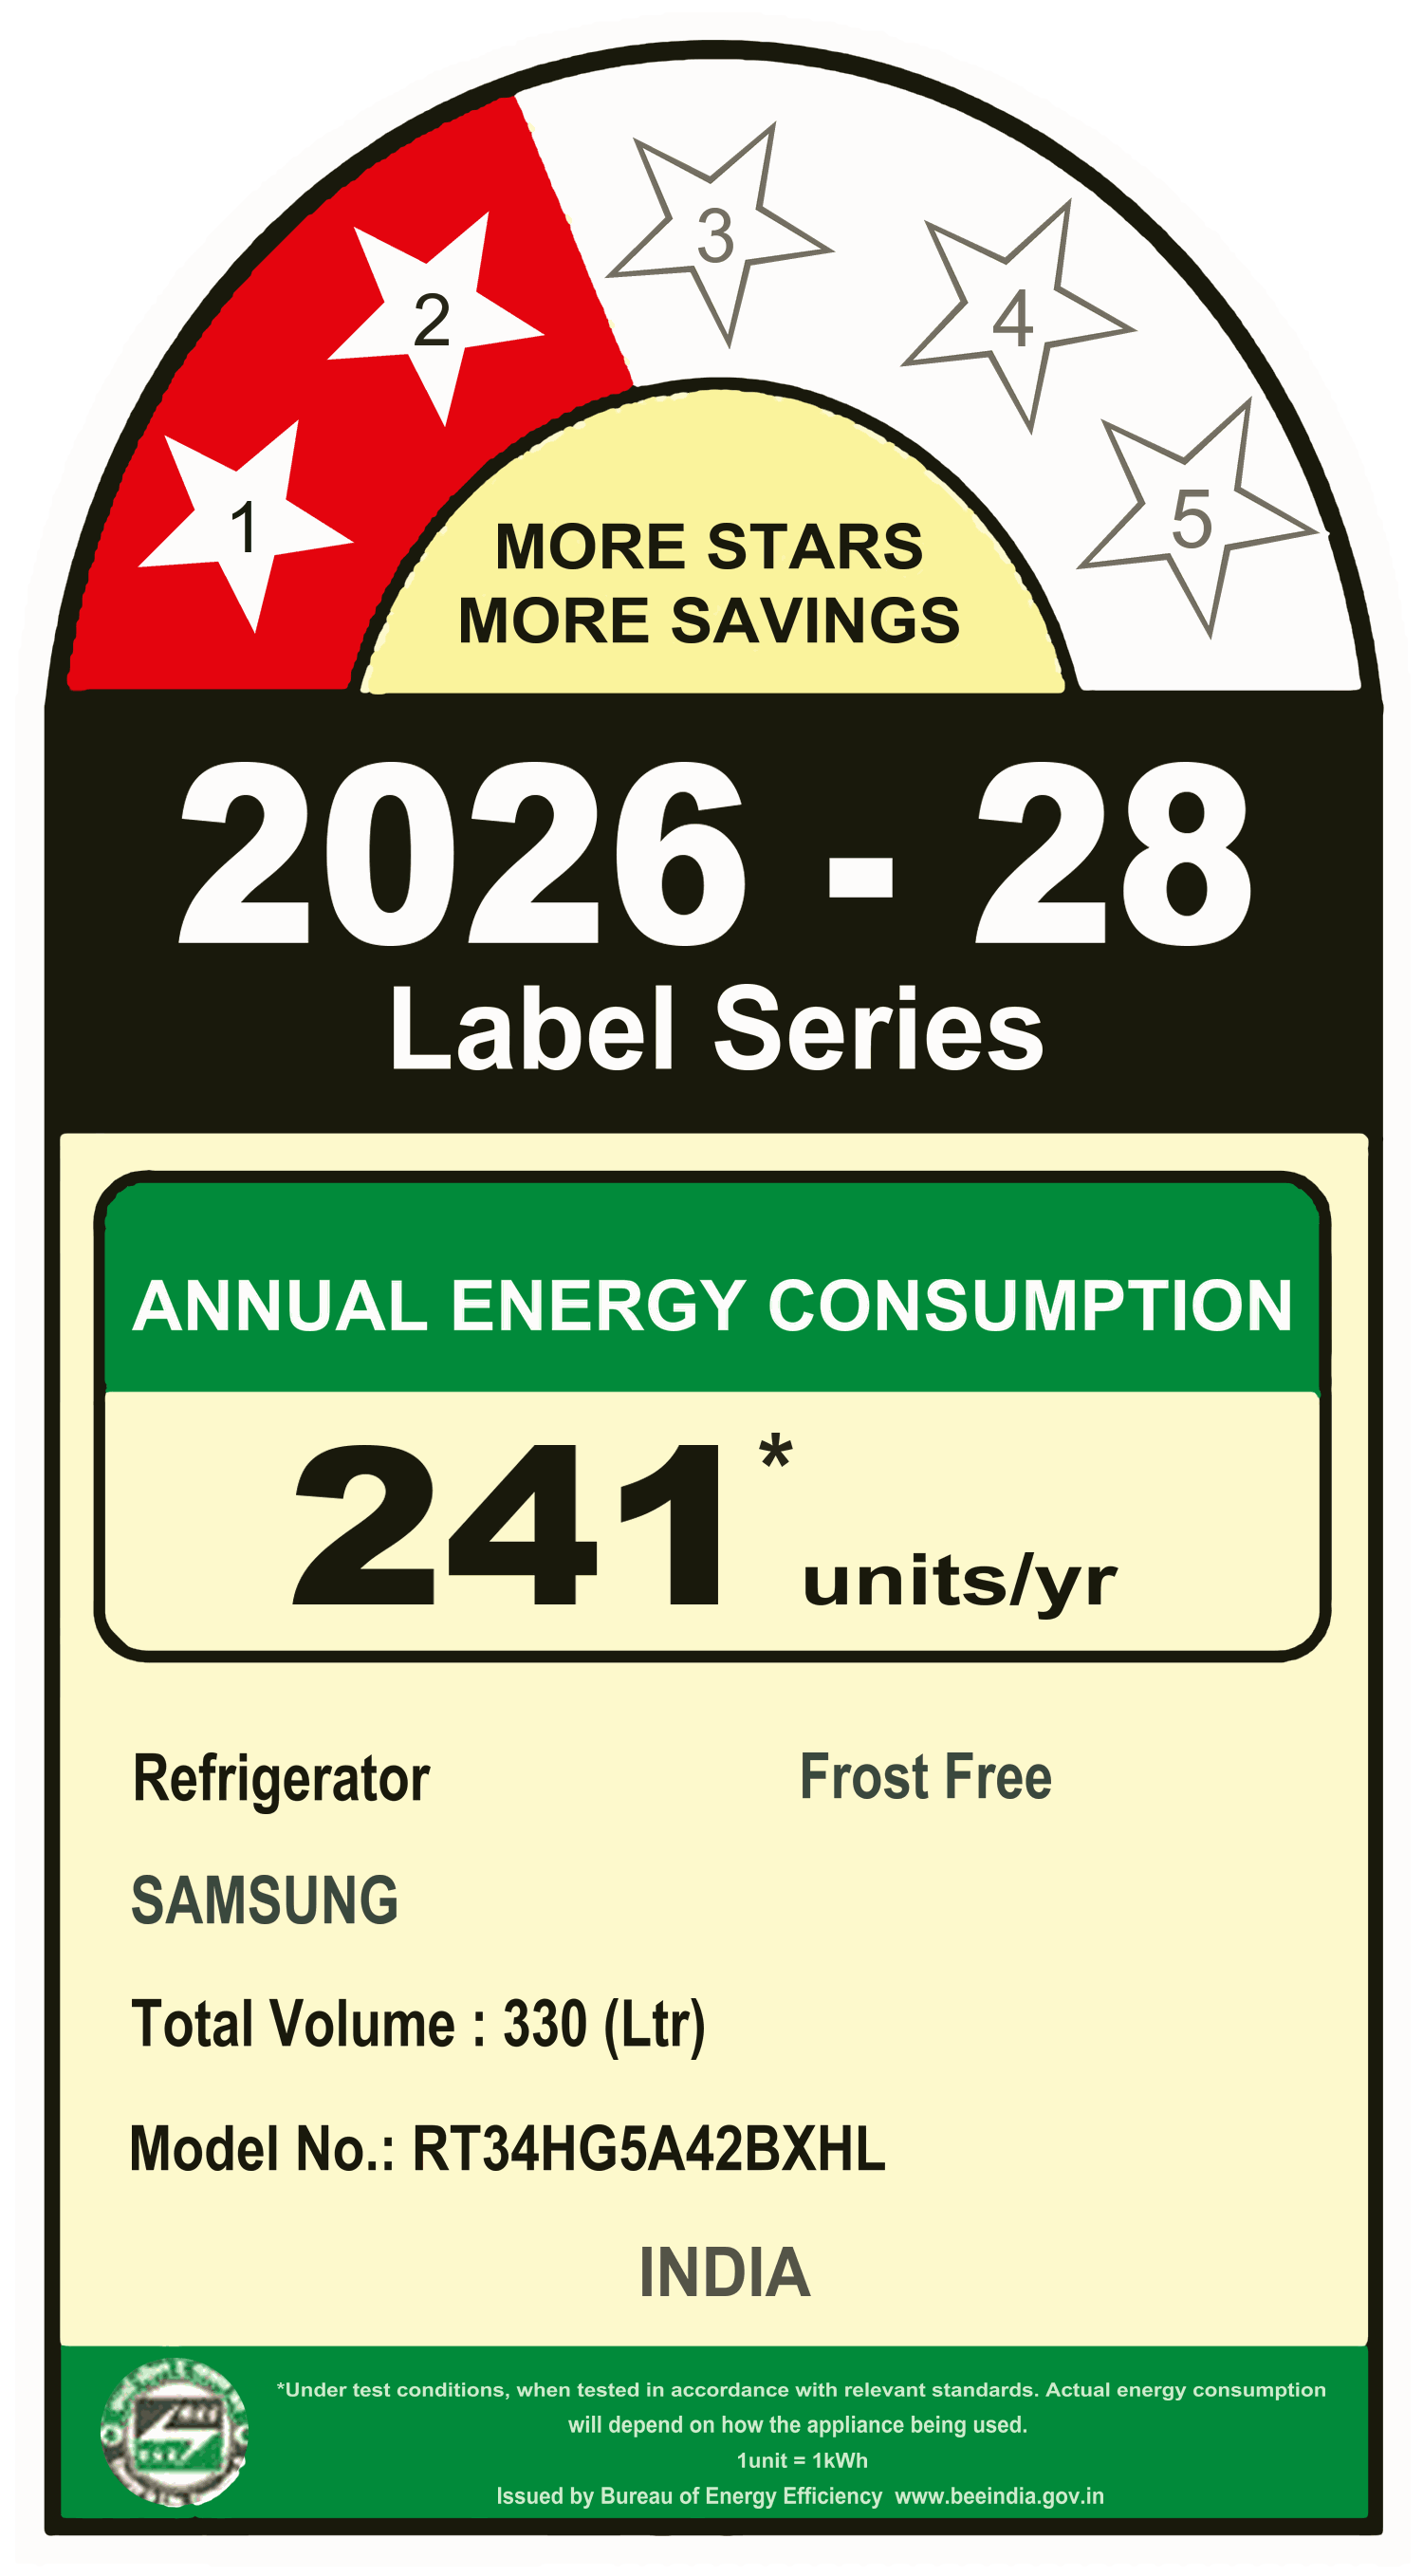 1
2
3
4
5
MORE STARS
MORE SAVINGS
2026 - 28
Label Series
ANNUAL ENERGY CONSUMPTION
241* units/yr
Refrigerator Frost Free
SAMSUNG
Total Volume : 330 (Ltr)
Model No.: RT34HG5A42BXHL
INDIA
*Under test conditions, when tested in accordance with relevant standards. Actual energy consumption
will depend on how the appliance being used.
1unit = 1kWh
Issued by Bureau of Energy Efficiency www.beeindia.gov.in